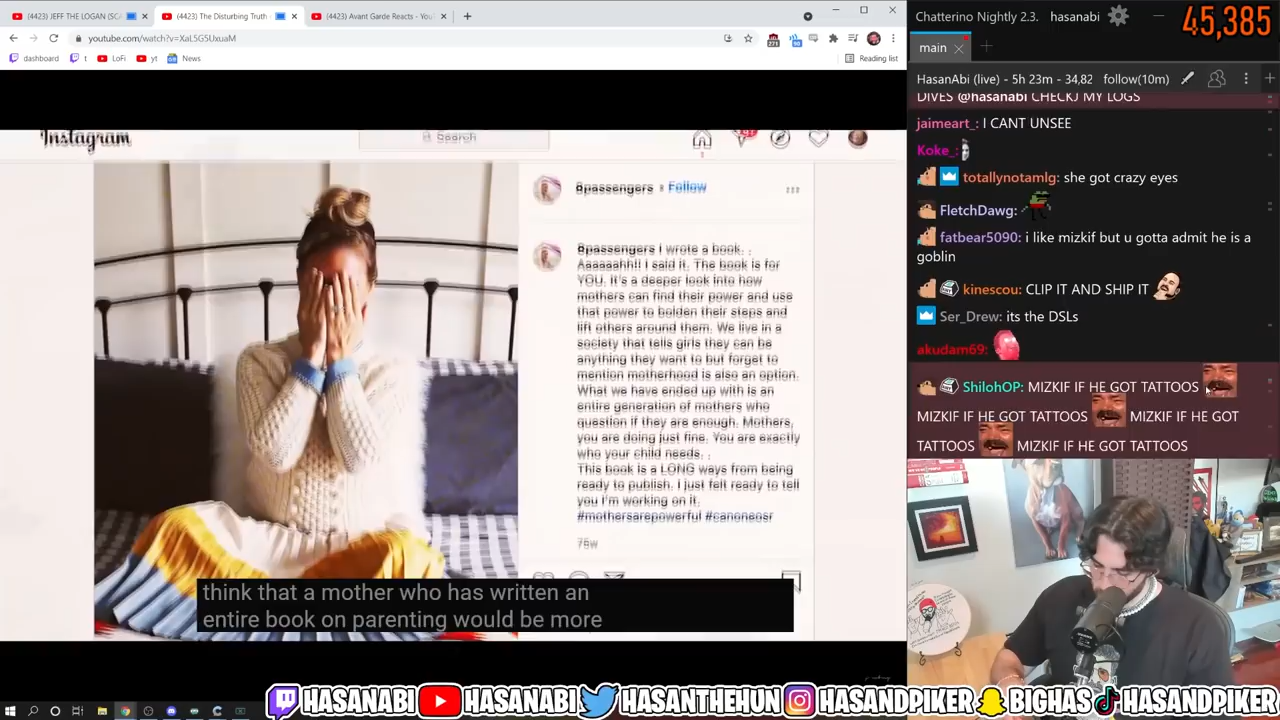 (4423) JEFF THE LOGAN (SC
(4423) The Disturbing Truth
(4423) Avant Garde Reacts - You
youtube.com/watch?v=XaL5G5UxuaM
dashboard
t
LoFi
yt
News
Reading list
Instagram
Search
8passengers • Follow
8passengers I wrote a book. .
Aaaaaahh!! I said it. The book is for
YOU. It's a deeper look into how
mothers can find their power and use
that power to bolden their steps and
lift others around them. We live in a
society that tells girls they can be
anything they want to but forget to
mention motherhood is also an option.
What we have ended up with is an
entire generation of mothers who
question if they are enough. Mothers,
you are doing just fine. You are exactly
who your child needs. .
This book is a LONG ways from being
ready to publish. I just felt ready to tell
you I'm working on it.
#mothersarepowerful #canoneosr
75w
think that a mother who has written an
entire book on parenting would be more
Chatterino Nightly 2.3.
hasanabi
45,385
main
HasanAbi (live) - 5h 23m - 34,82
follow(10m)
DIVES @hasanabi CHECKJ MY LOGS
jaimeart_: I CANT UNSEE
Koke_:
totallynotamlg: she got crazy eyes
FletchDawg:
fatbear5090: i like mizkif but u gotta admit he is a
goblin
kinescou: CLIP IT AND SHIP IT
Ser_Drew: its the DSLs
akudam69:
ShilohOP: MIZKIF IF HE GOT TATTOOS
MIZKIF IF HE GOT TATTOOS MIZKIF IF HE GOT
TATTOOS MIZKIF IF HE GOT TATTOOS
HASANABI HASANABI HASANTHEHUN HASANDPIKER BIGHAS HASANDPIKER